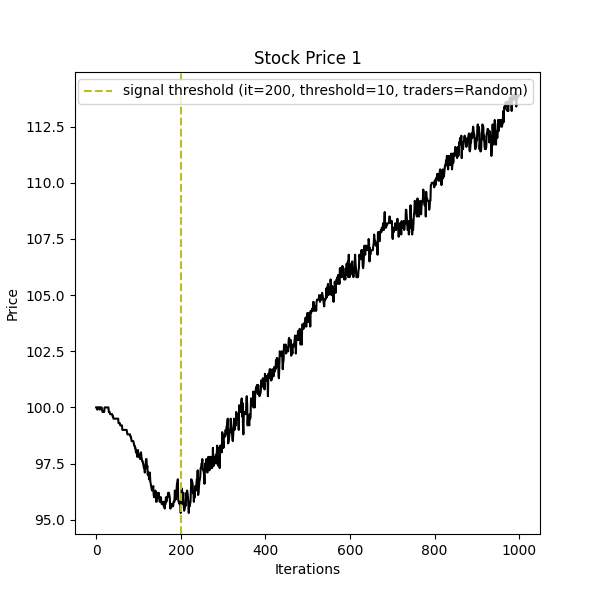 Stock Price 1
signal threshold (it=200, threshold=10, traders=Random)
112.5
110.0
107.5
105.0
102.5
100.0
97.5
95.0
Price
0 200 400 600 800 1000
Iterations